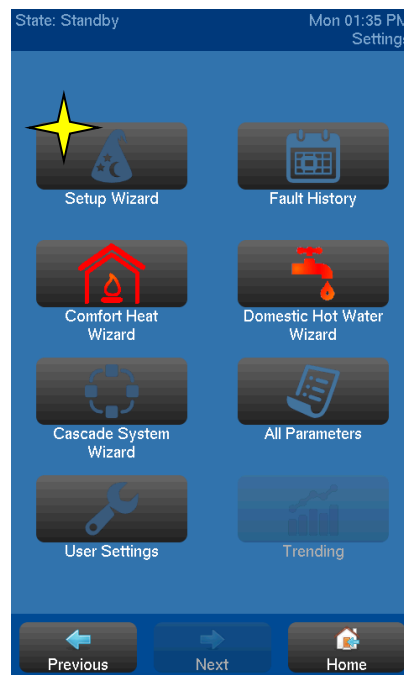 State: Standby
Mon 01:35 PM
Settings
Setup Wizard
Fault History
Comfort Heat
Wizard
Domestic Hot Water
Wizard
Cascade System
Wizard
All Parameters
User Settings
Trending
Previous
Next
Home